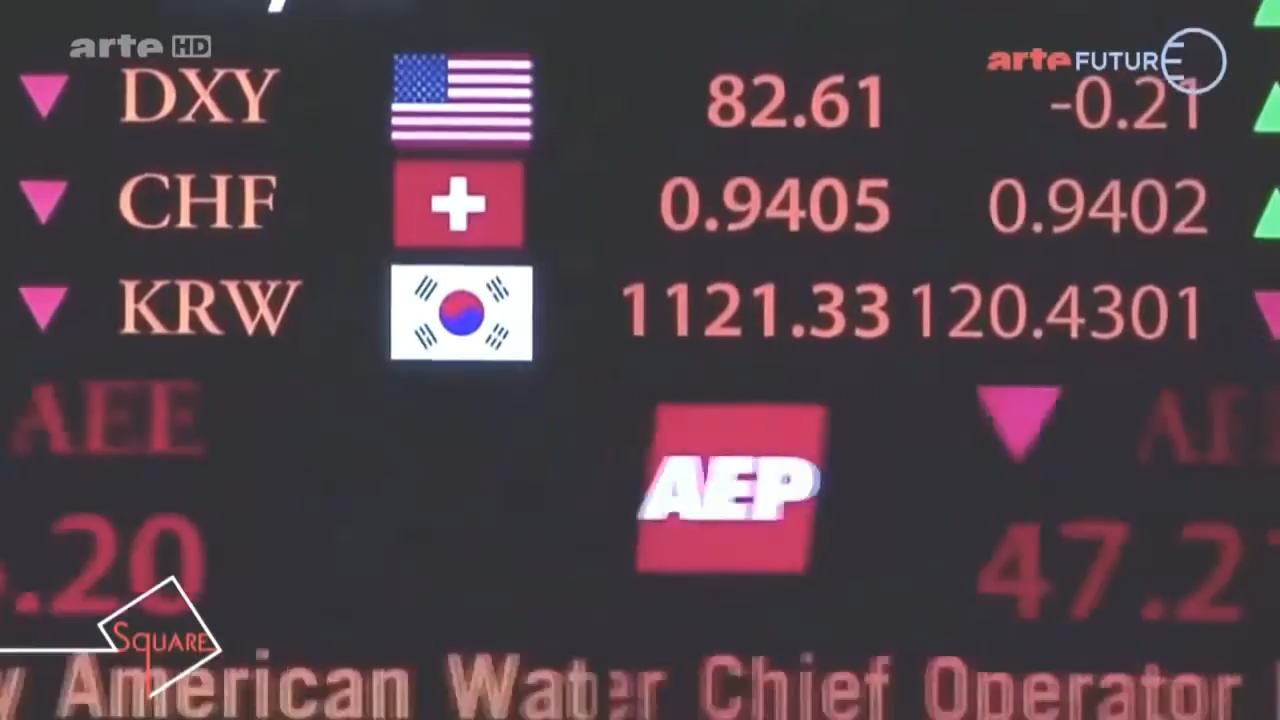 arte HD
arte FUTURE
DXY 82.61 -0.21
CHF 0.9405 0.9402
KRW 1121.33 120.4301
AEE
AEP
.20
47.2
SQUARE
y American Water Chief Operator